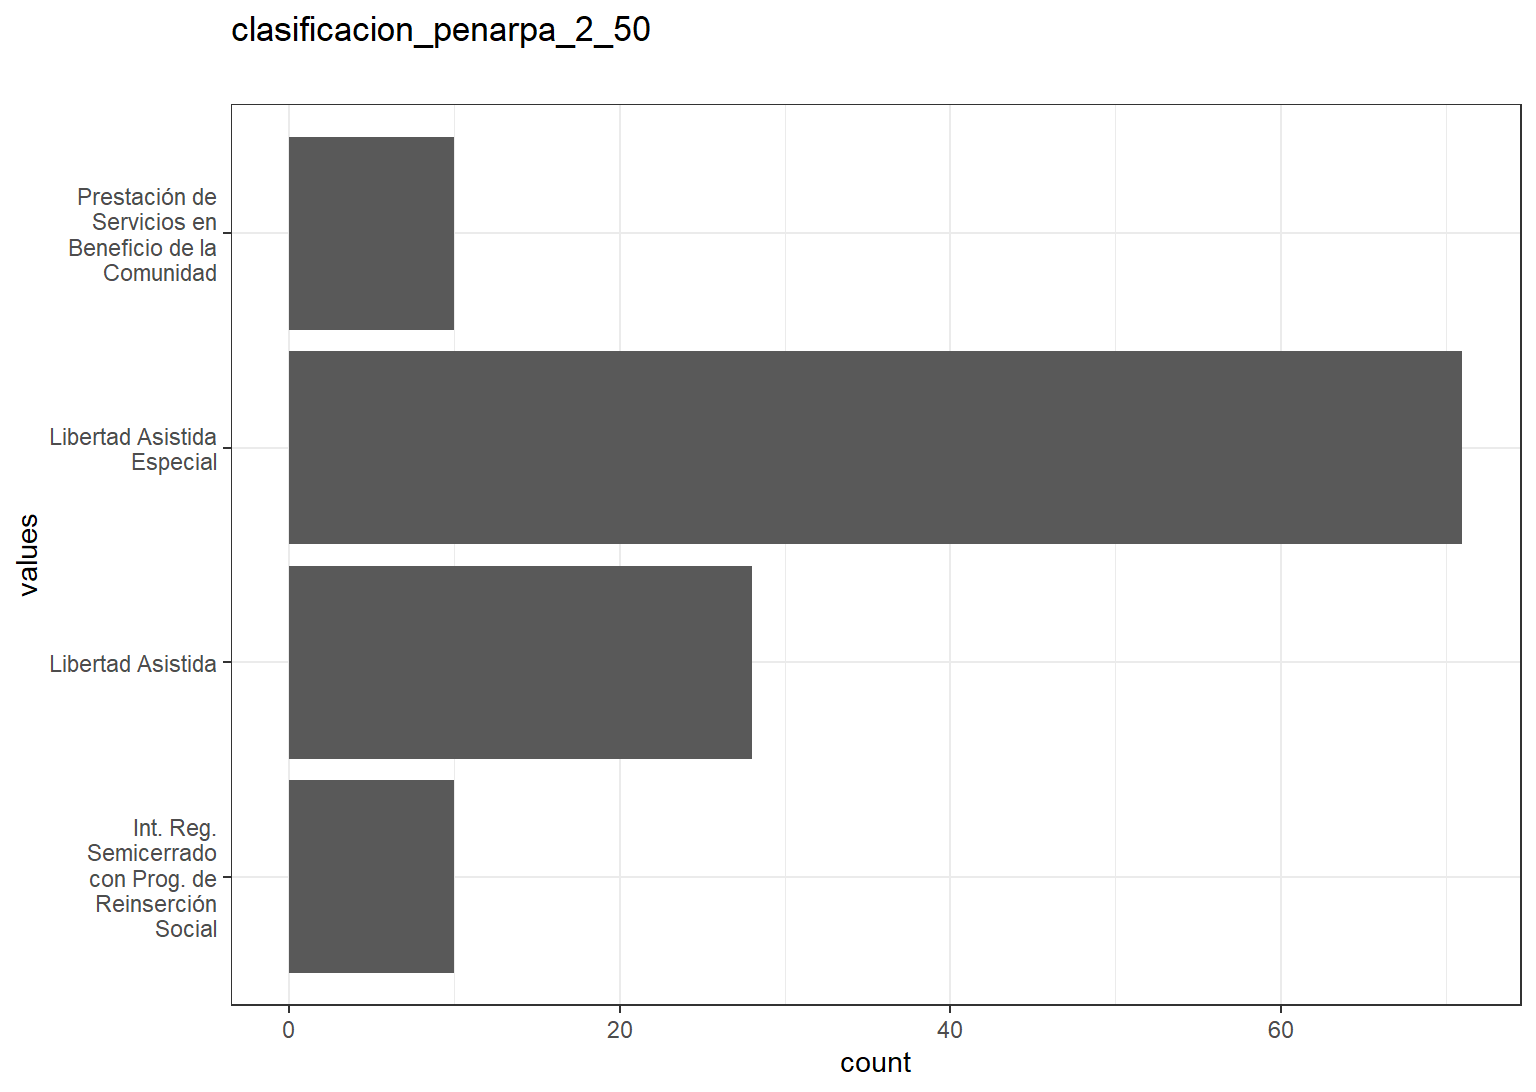 clasificacion_penarpa_2_50
Prestación de
Servicios en
Beneficio de la
Comunidad
Libertad Asistida
Especial
values
Libertad Asistida
Int. Reg.
Semicerrado
con Prog. de
Reinserción
Social
0 20 40 60
count